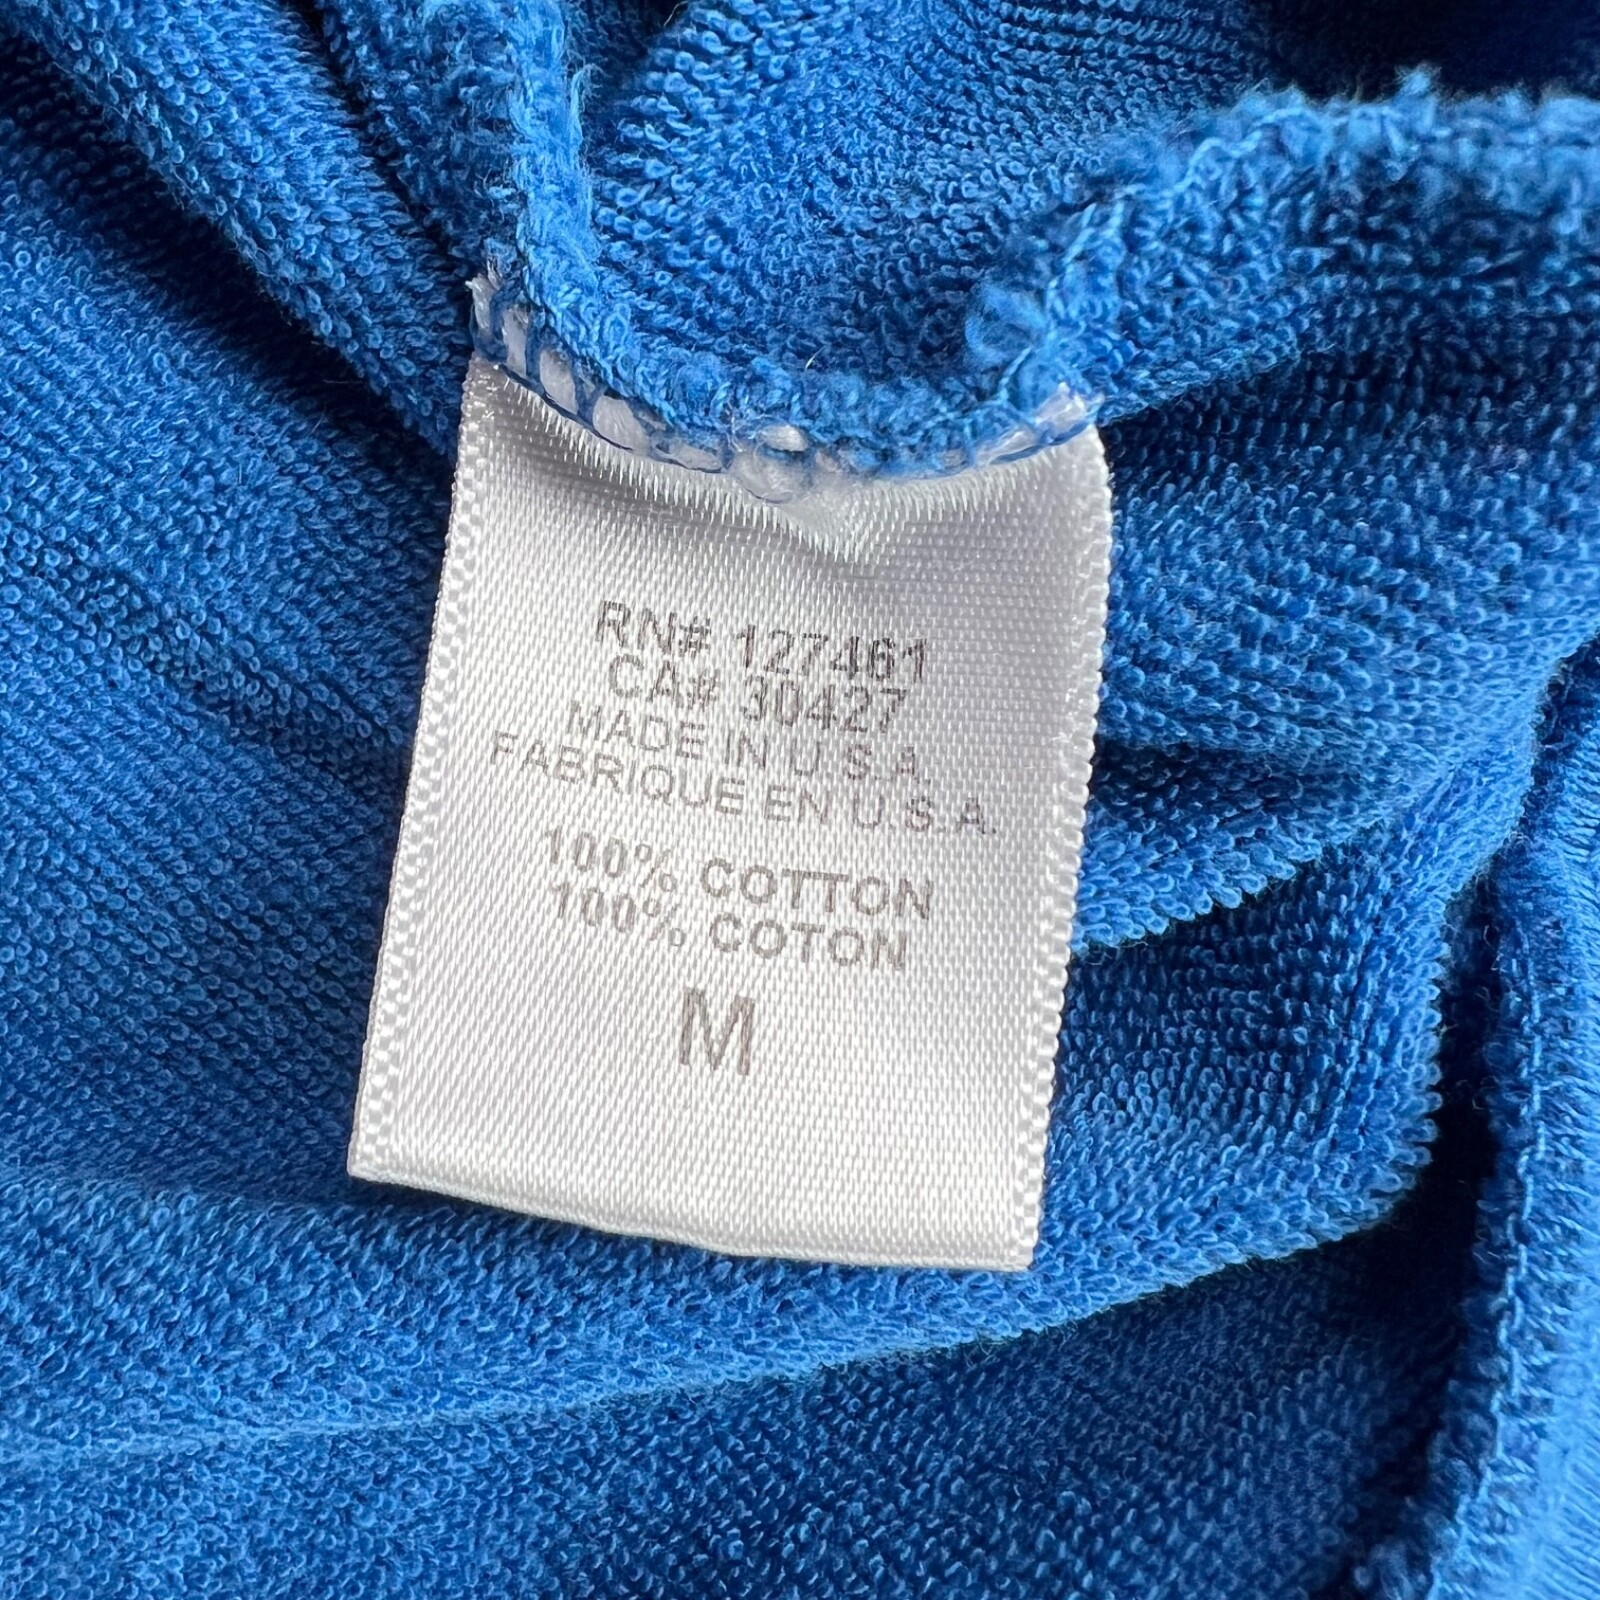 RN# 127461
CA# 30427
MADE IN U.S.A.
FABRIQUE EN U.S.A.
100% COTTON
100% COTON
M